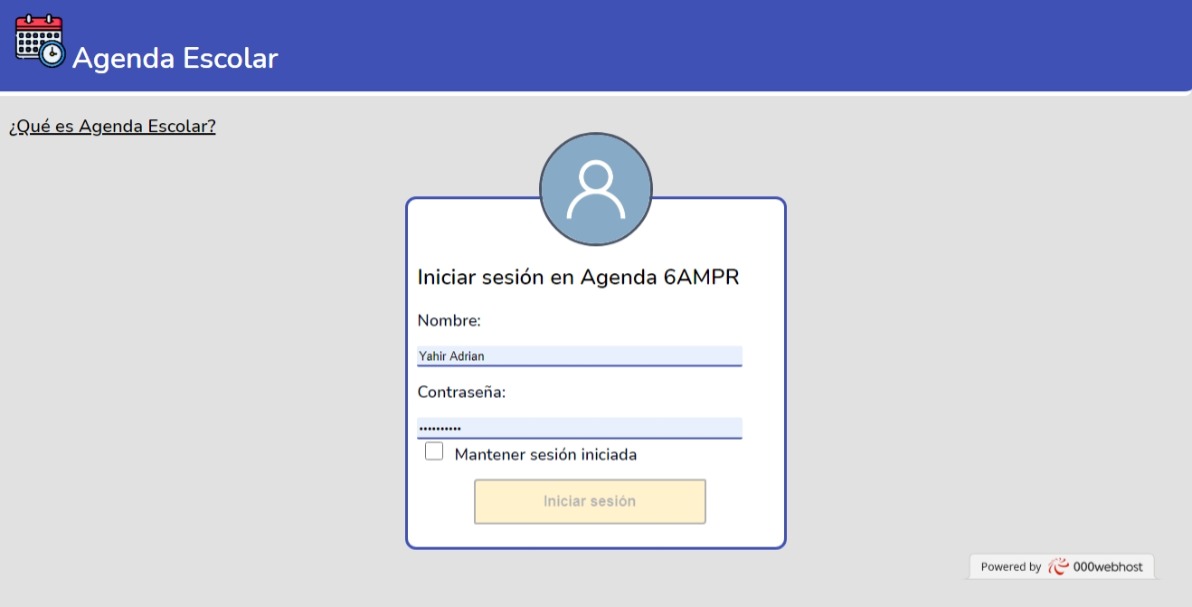 Agenda Escolar
¿Qué es Agenda Escolar?
Iniciar sesión en Agenda 6AMPR
Nombre:
Yahir Adrian
Contraseña:
••••••••••
Mantener sesión iniciada
Iniciar sesión
Powered by 000webhost